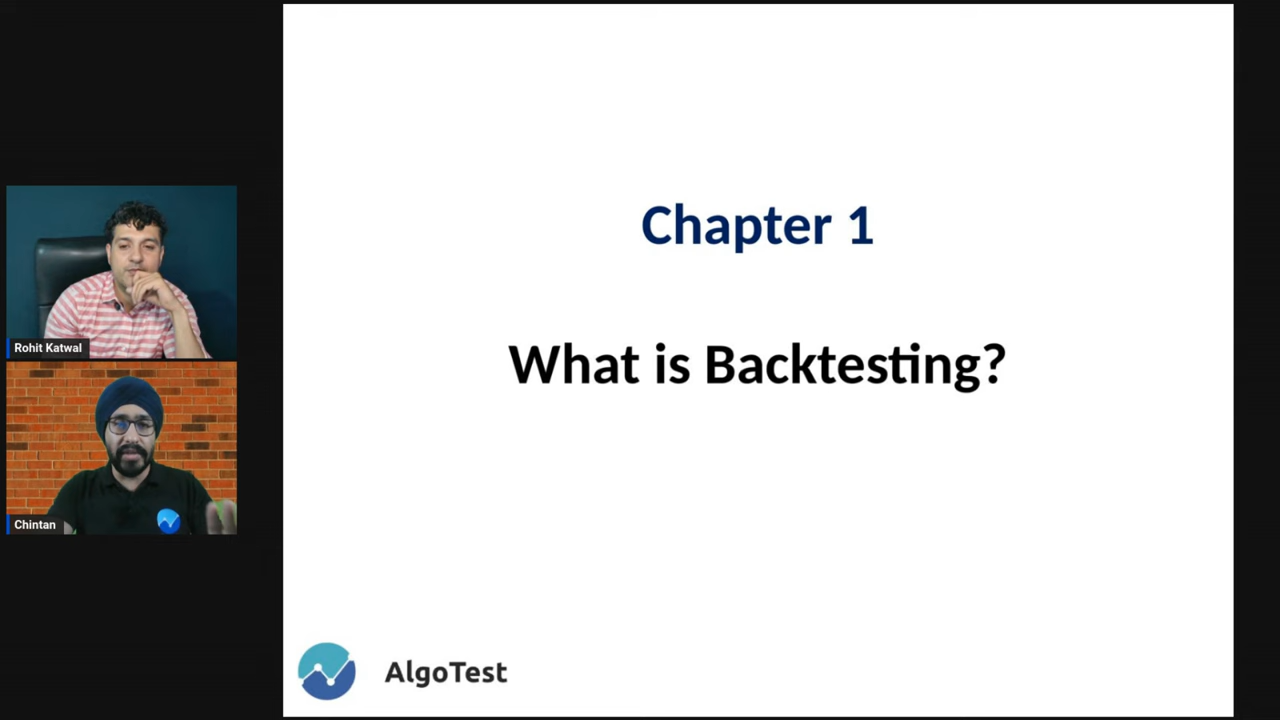 Chapter 1
What is Backtesting?
Rohit Katwal
Chintan
AlgoTest